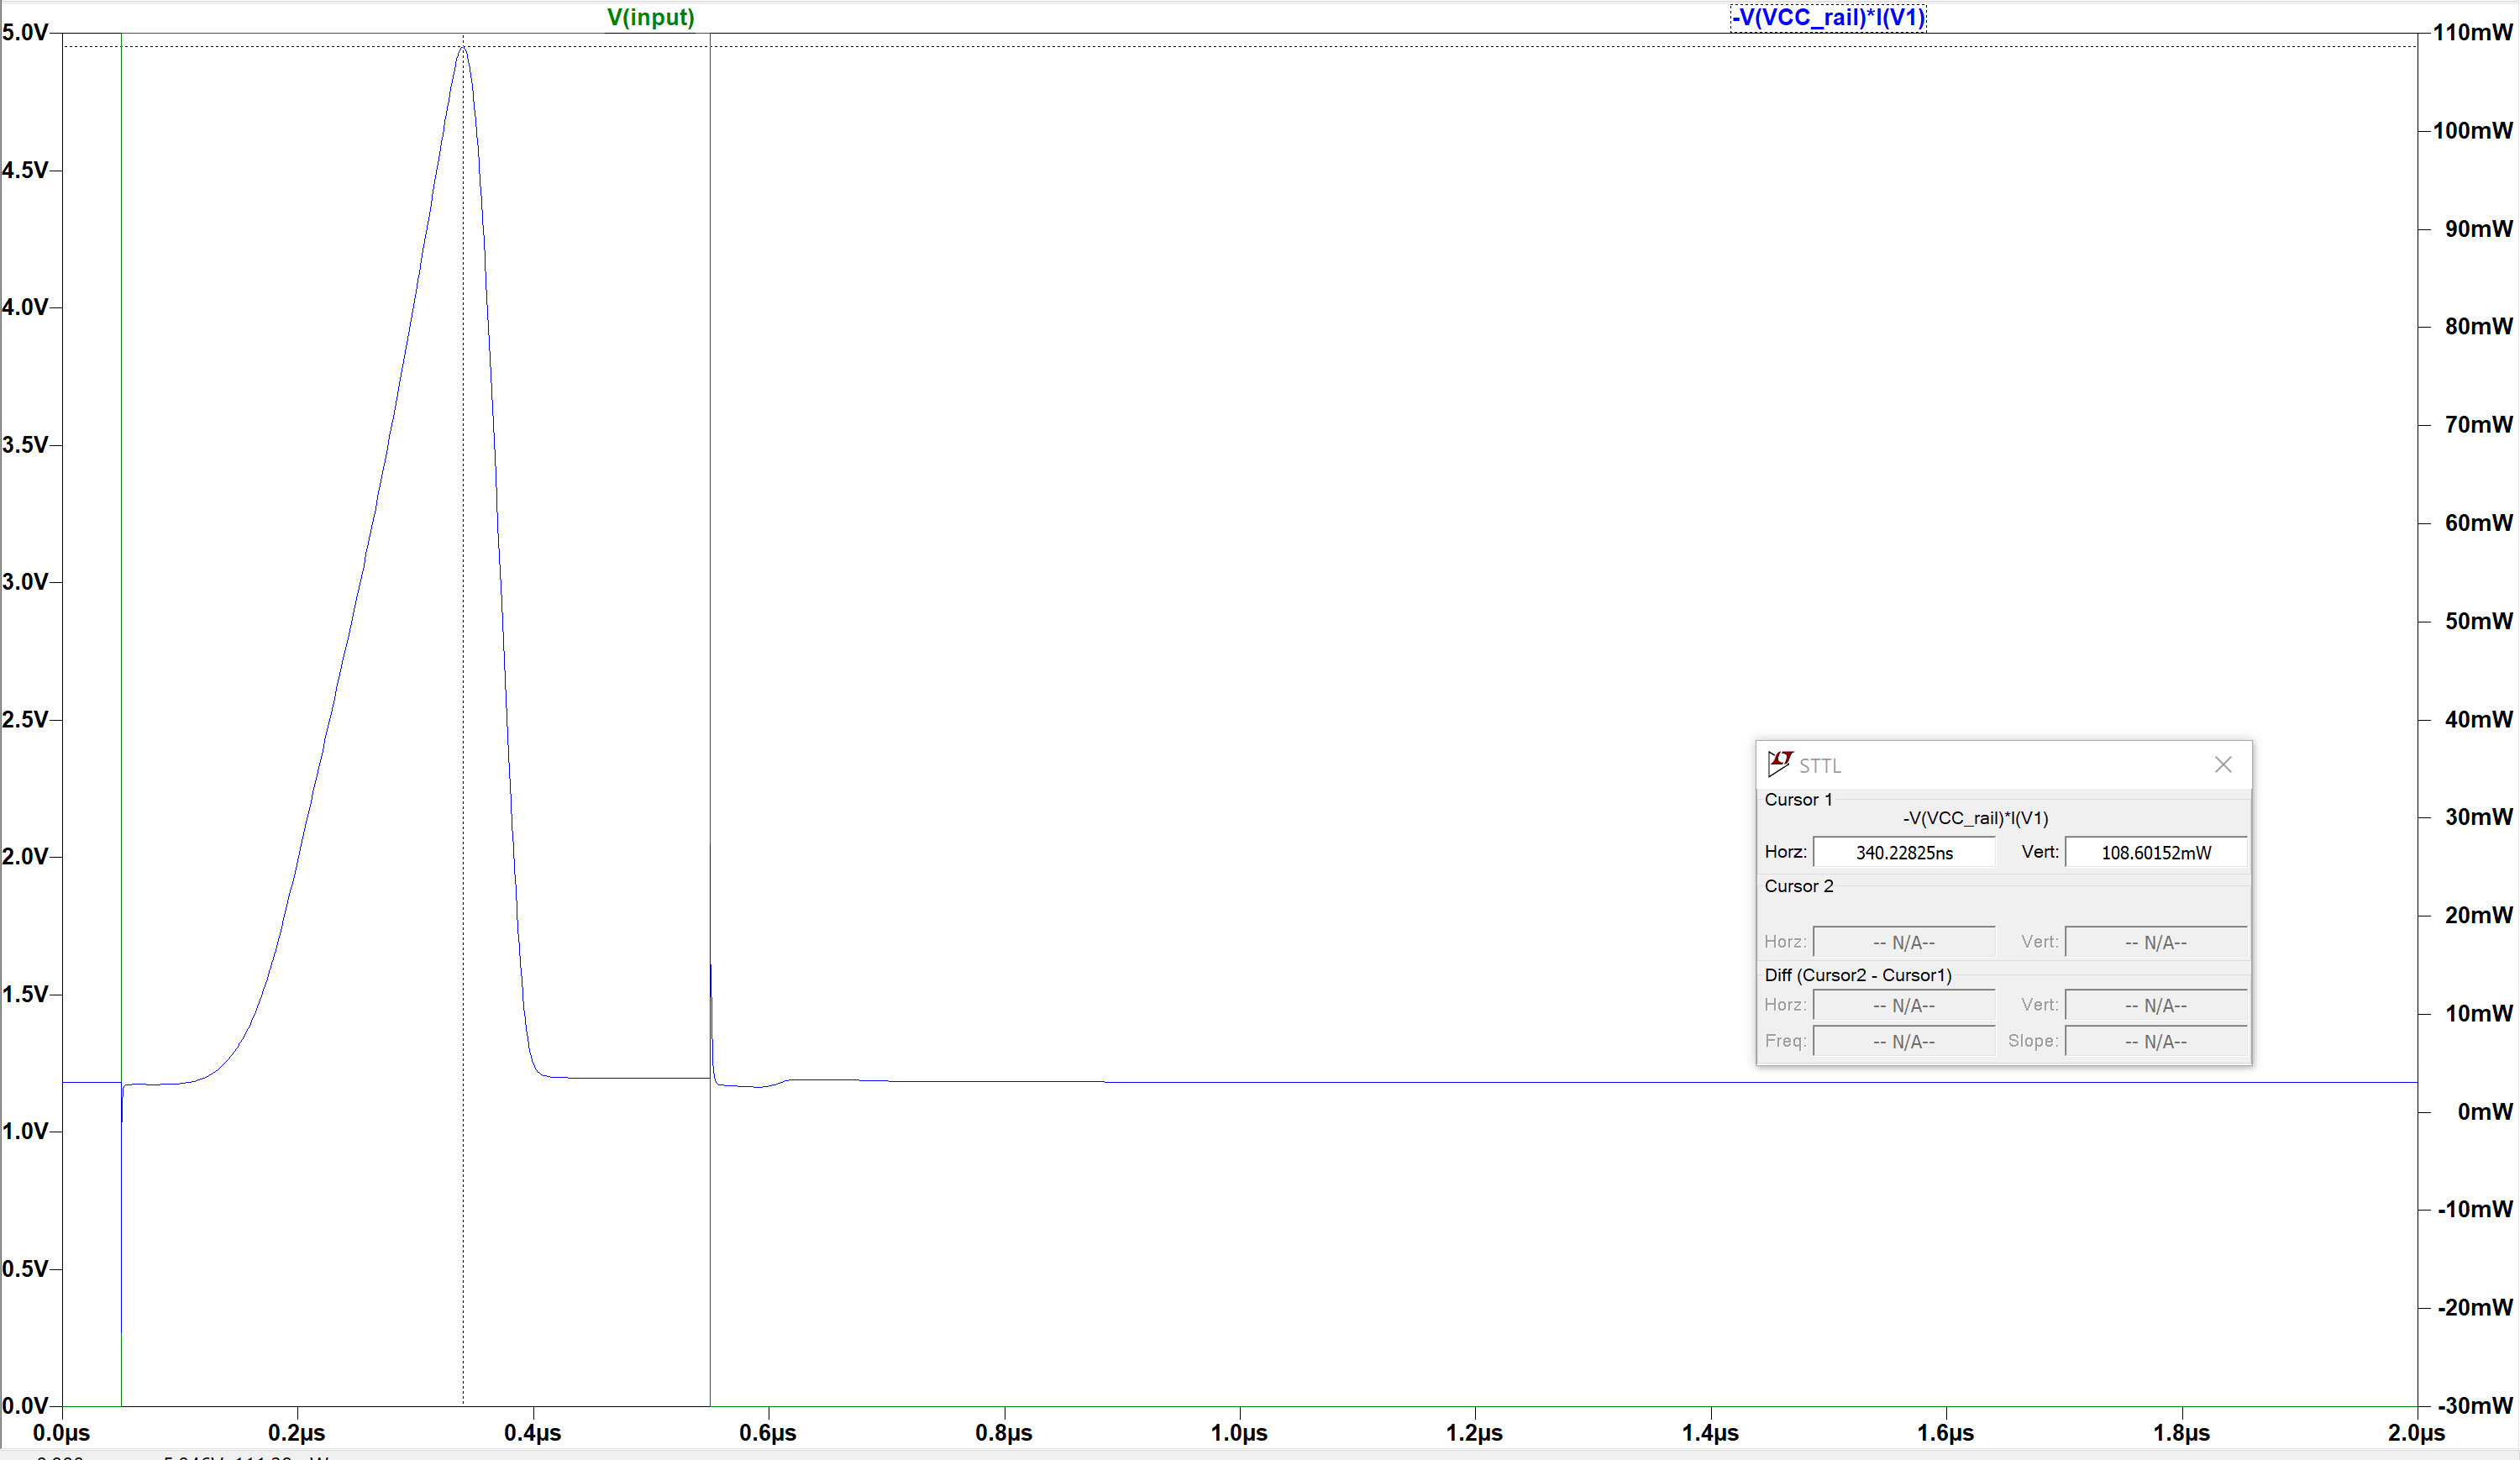 V(input)
-V(VCC_rail)*I(V1)
5.0V
4.5V
4.0V
3.5V
3.0V
2.5V
2.0V
1.5V
1.0V
0.5V
0.0V
110mW
100mW
90mW
80mW
70mW
60mW
50mW
40mW
30mW
20mW
10mW
0mW
-10mW
-20mW
-30mW
0.0µs 0.2µs 0.4µs 0.6µs 0.8µs 1.0µs 1.2µs 1.4µs 1.6µs 1.8µs 2.0µs
STTL
Cursor 1
-V(VCC_rail)*I(V1)
Horz: 340.22825ns Vert: 108.60152mW
Cursor 2
Horz: -- N/A-- Vert: -- N/A--
Diff (Cursor2 - Cursor1)
Horz: -- N/A-- Vert: -- N/A--
Freq: -- N/A-- Slope: -- N/A--